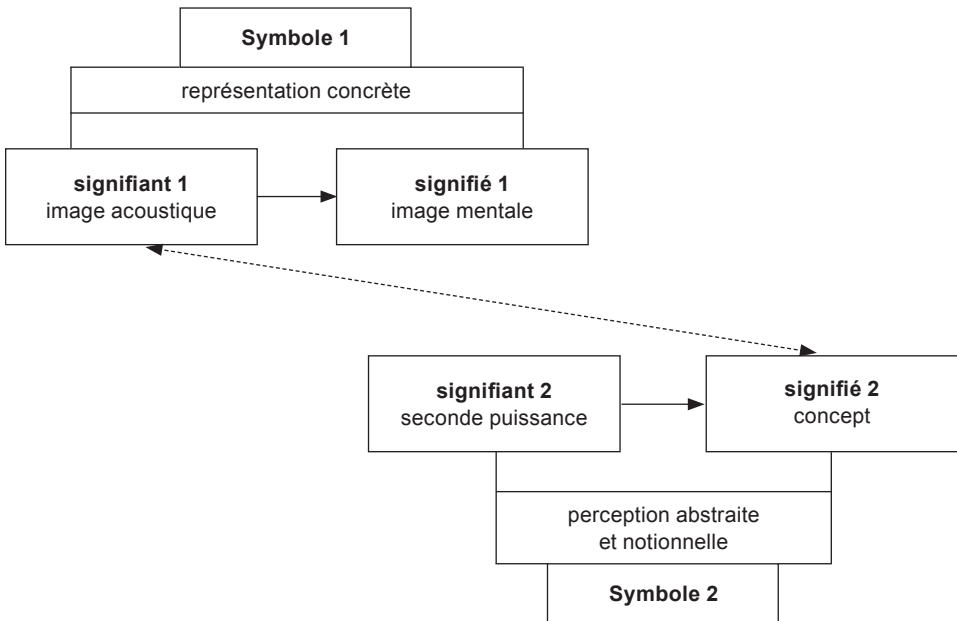 Symbole 1
représentation concrète
signifiant 1
image acoustique
signifié 1
image mentale
signifiant 2
seconde puissance
signifié 2
concept
perception abstraite
et notionnelle
Symbole 2